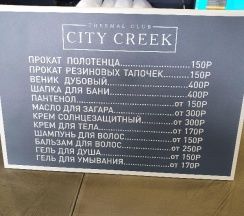 THERMAL CLUB
CITY CREEK
ПРОКАТ ПОЛОТЕНЦА............150Р
ПРОКАТ РЕЗИНОВЫХ ТАПОЧЕК...150Р
ВЕНИК ДУБОВЫЙ............400Р
ШАПКА ДЛЯ БАНИ............400Р
ПАНТЕНОЛ............от 150Р
МАСЛО ДЛЯ ЗАГАРА............от 300Р
КРЕМ СОЛНЦЕЗАЩИТНЫЙ............от 300Р
КРЕМ ДЛЯ ТЕЛА............от 170Р
ШАМПУНЬ ДЛЯ ВОЛОС............от 150Р
БАЛЬЗАМ ДЛЯ ВОЛОС............от 250Р
ГЕЛЬ ДЛЯ ДУША............от 150Р
ГЕЛЬ ДЛЯ УМЫВАНИЯ............от 170Р